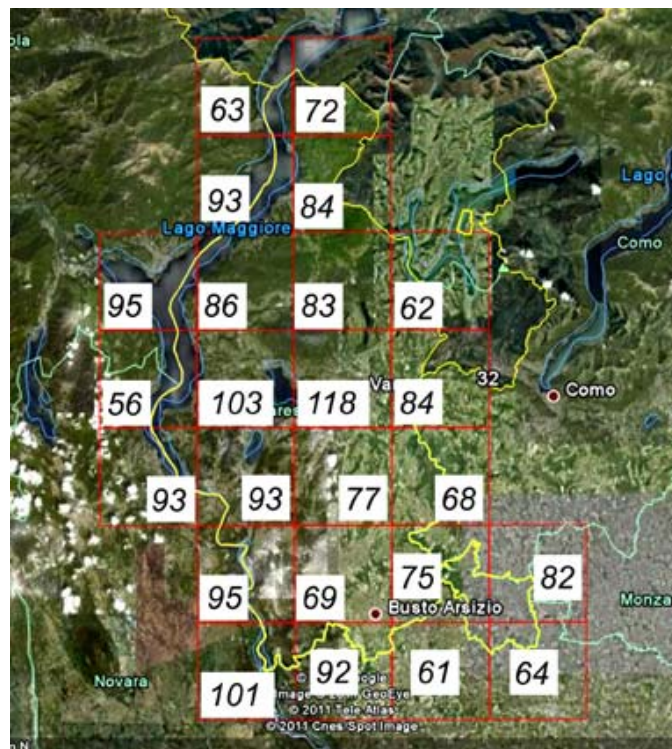 ola
63 72
Lago
93 84
Lago Maggiore
Como
95 86 83 62
Va
32
Como
56 103 118 84
93 93 77 68
95 69 75 82
Busto Arsizio
Monza
Novara
101 92 61 64
© 2011 Tele Atlas
© 2011 Cnes/Spot Image